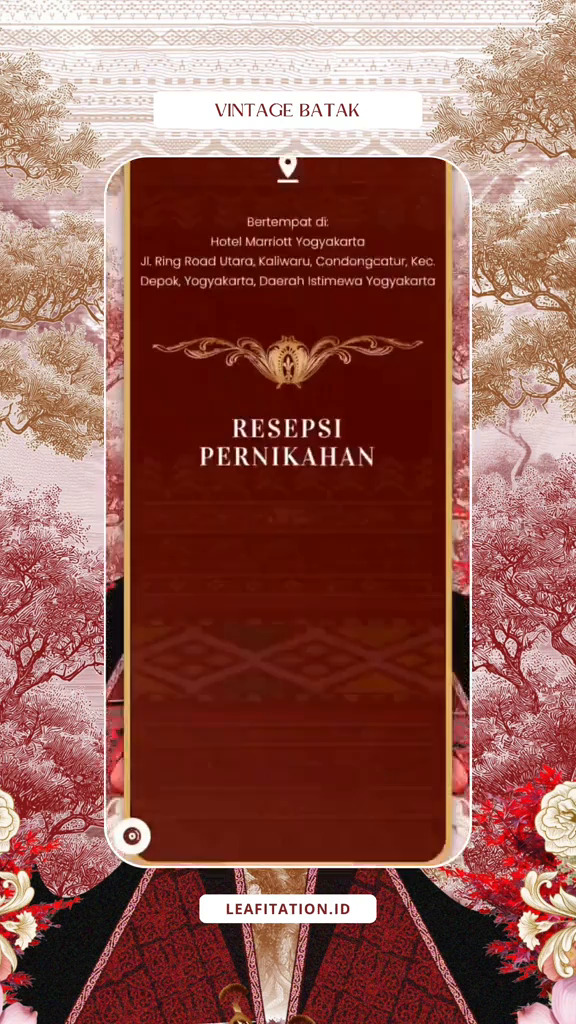 VINTAGE BATAK
Bertempat di:
Hotel Marriott Yogyakarta
Jl. Ring Road Utara, Kaliwaru, Condongcatur, Kec.
Depok, Yogyakarta, Daerah Istimewa Yogyakarta
RESEPSI
PERNIKAHAN
LEAFITATION.ID